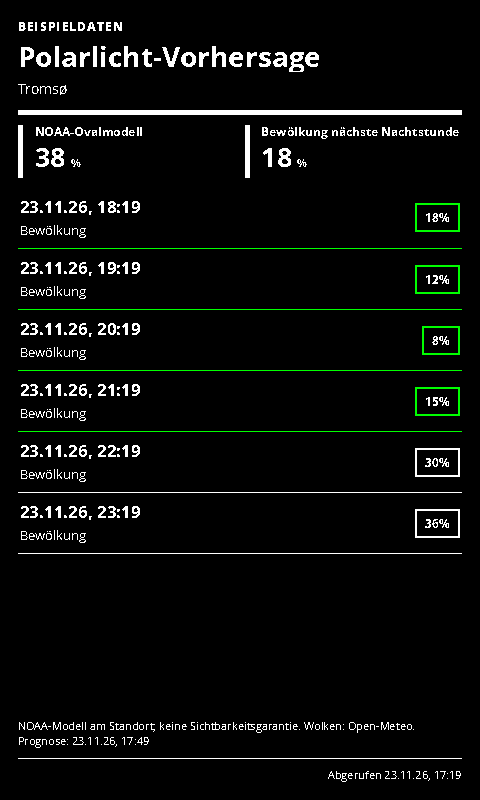 BEISPIELDATEN
Polarlicht-Vorhersage
Tromsø
NOAA-Ovalmodell
38 %
Bewölkung nächste Nachtstunde
18 %
23.11.26, 18:19
Bewölkung
18%
23.11.26, 19:19
Bewölkung
12%
23.11.26, 20:19
Bewölkung
8%
23.11.26, 21:19
Bewölkung
15%
23.11.26, 22:19
Bewölkung
30%
23.11.26, 23:19
Bewölkung
36%
NOAA-Modell am Standort; keine Sichtbarkeitsgarantie. Wolken: Open-Meteo.
Prognose: 23.11.26, 17:49
Abgerufen 23.11.26, 17:19